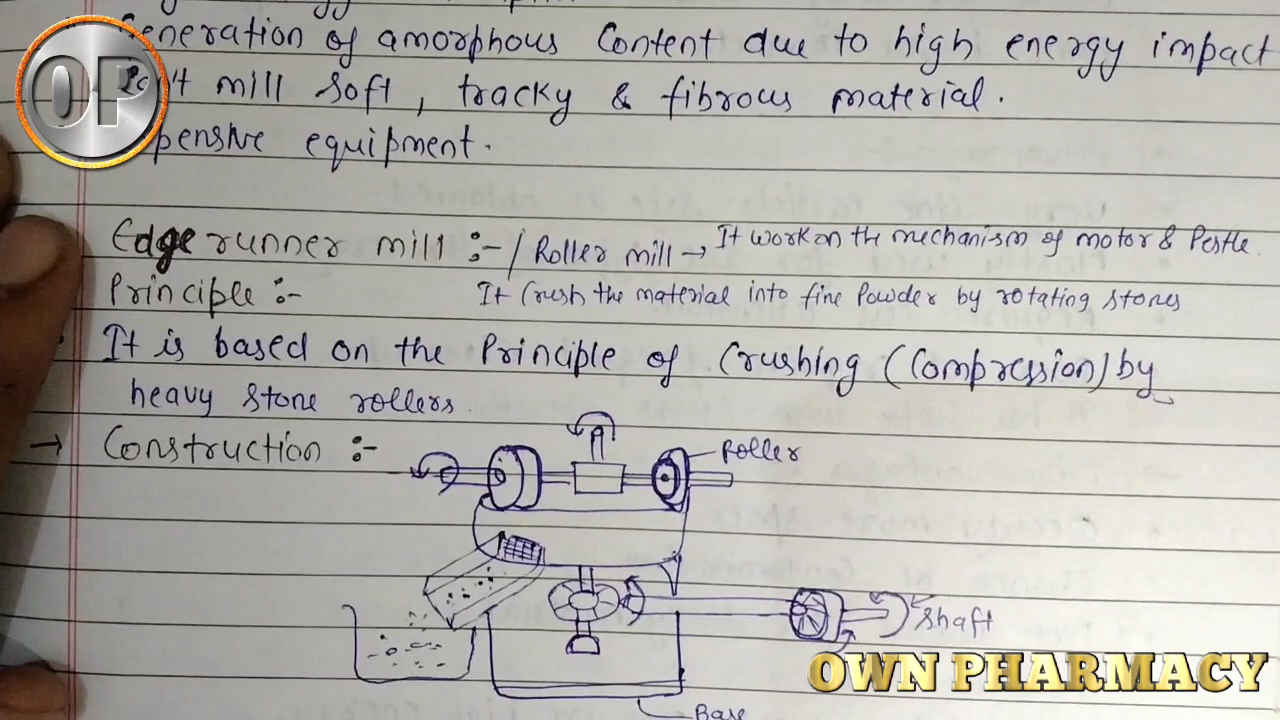 Generation of amorphous Content due to high energy impact
mill soft, tracky & fibrous material.
equipment.
OP
Edge runner mill :- / Roller mill → It work on the mechanism of motor & Pestle.
Principle :- It Crush the material into fine Powder by rotating stones
It is based on the Principle of Crushing (Compression) by
heavy stone rollers.
→ Construction :-
Roller
Shaft
OWN PHARMACY
Base